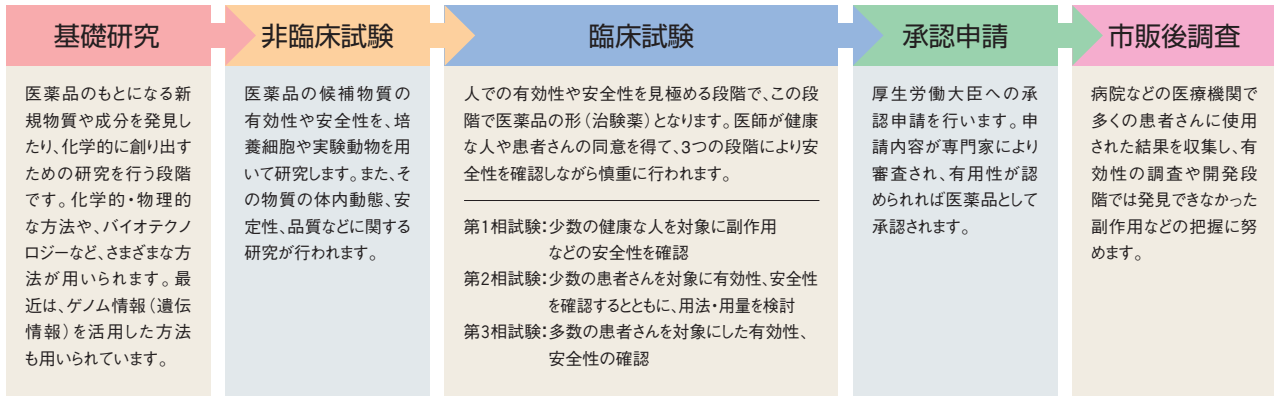 基礎研究
医薬品のもとになる新
規物質や成分を発見し
たり、化学的に創り出す
ための研究を行う段階
です。化学的・物理的
な方法や、バイオテクノ
ロジーなど、さまざまな方
法が用いられます。最
近は、ゲノム情報(遺伝
情報)を活用した方法
も用いられています。
非臨床試験
医薬品の候補物質の
有効性や安全性を、培
養細胞や実験動物を用
いて研究します。また、そ
の物質の体内動態、安
定性、品質などに関する
研究が行われます。
臨床試験
人での有効性や安全性を見極める段階で、この段
階で医薬品の形(治験薬)となります。医師が健康
な人や患者さんの同意を得て、3つの段階により安
全性を確認しながら慎重に行われます。
第1相試験:少数の健康な人を対象に副作用
などの安全性を確認
第2相試験:少数の患者さんを対象に有効性、安全性
を確認するとともに、用法・用量を検討
第3相試験:多数の患者さんを対象にした有効性、
安全性の確認
承認申請
厚生労働大臣への承
認申請を行います。申
請内容が専門家により
審査され、有用性が認
められれば医薬品として
承認されます。
市販後調査
病院などの医療機関で
多くの患者さんに使用
された結果を収集し、有
効性の調査や開発段
階では発見できなかった
副作用などの把握に努
めます。